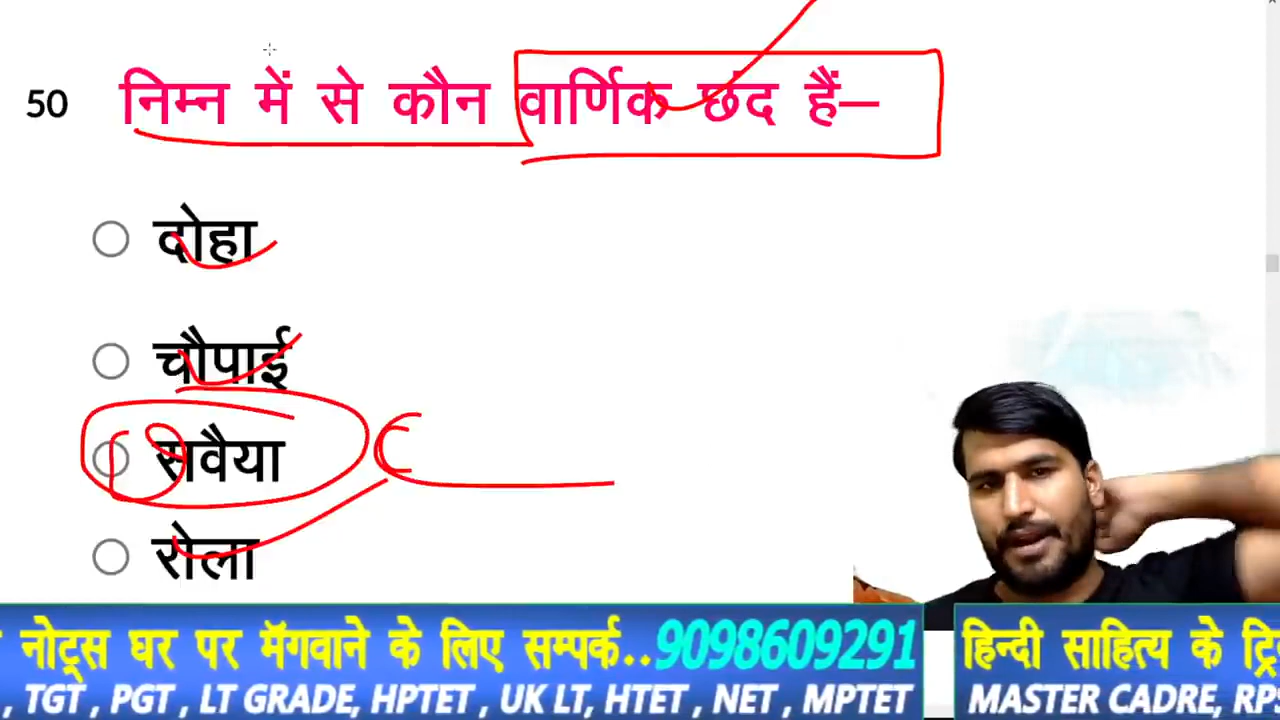 50 निम्न में से कौन वार्णिक छंद हैं–
दोहा
चौपाई
सवैया
रोला
नोट्स घर पर मॅगवाने के लिए सम्पर्क..9098609291
हिन्दी साहित्य के
, TGT , PGT , LT GRADE, HPTET , UK LT, HTET , NET , MPTET
MASTER CADRE,